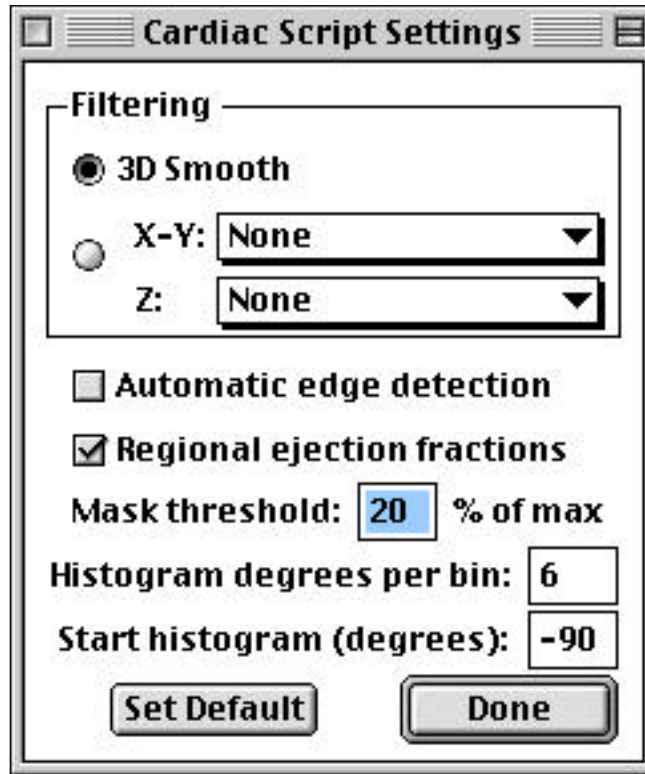 Cardiac Script Settings
Filtering
3D Smooth
X-Y: None
Z: None
Automatic edge detection
Regional ejection fractions
Mask threshold: 20 % of max
Histogram degrees per bin: 6
Start histogram (degrees): -90
Set Default Done